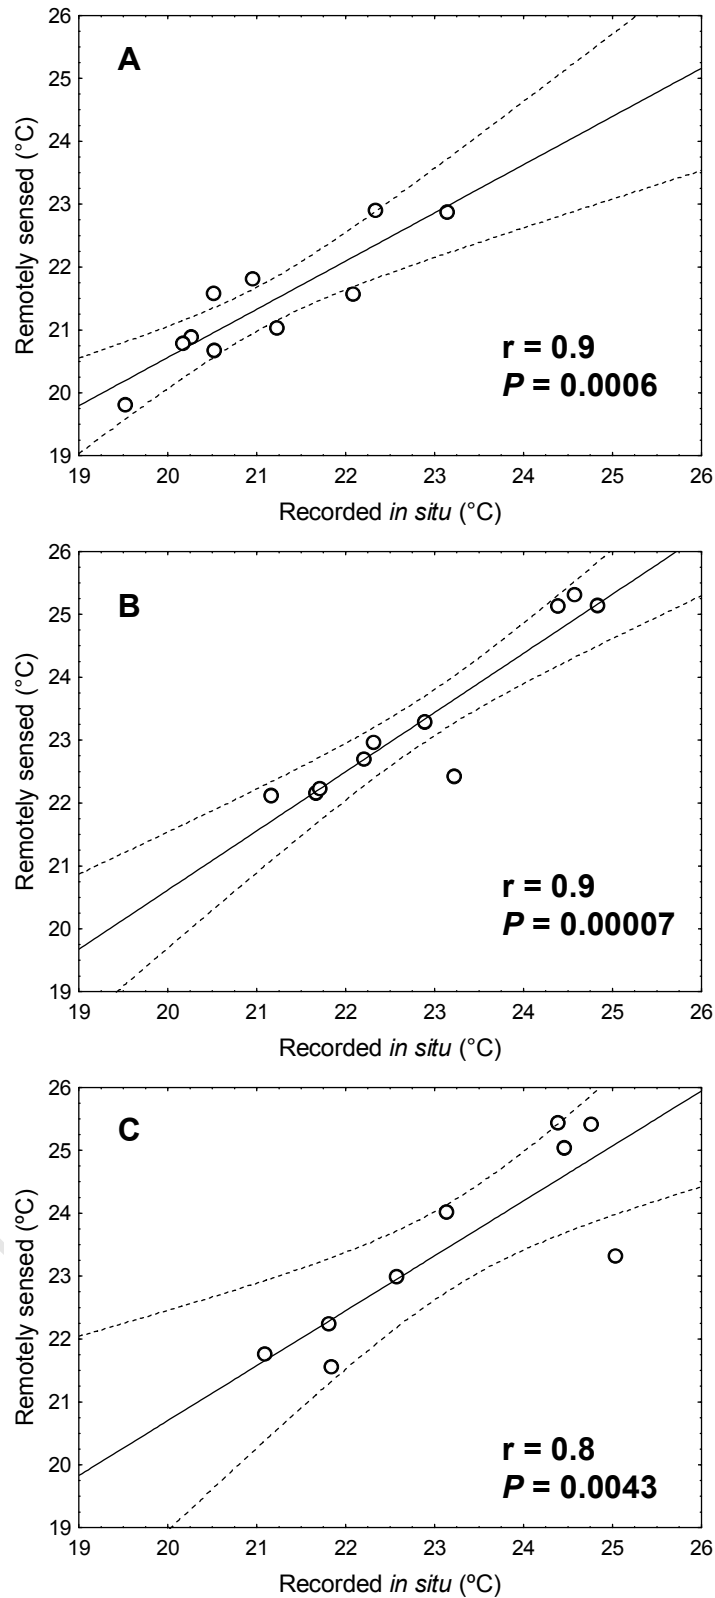 26
25
24
23
22
21
20
19
A
Remotely sensed (°C)
r = 0.9
P = 0.0006
19 20 21 22 23 24 25 26
Recorded in situ (°C)
26
25
24
23
22
21
20
19
B
Remotely sensed (°C)
r = 0.9
P = 0.00007
19 20 21 22 23 24 25 26
Recorded in situ (°C)
26
25
24
23
22
21
20
19
C
Remotely sensed (ºC)
r = 0.8
P = 0.0043
19 20 21 22 23 24 25 26
Recorded in situ (ºC)